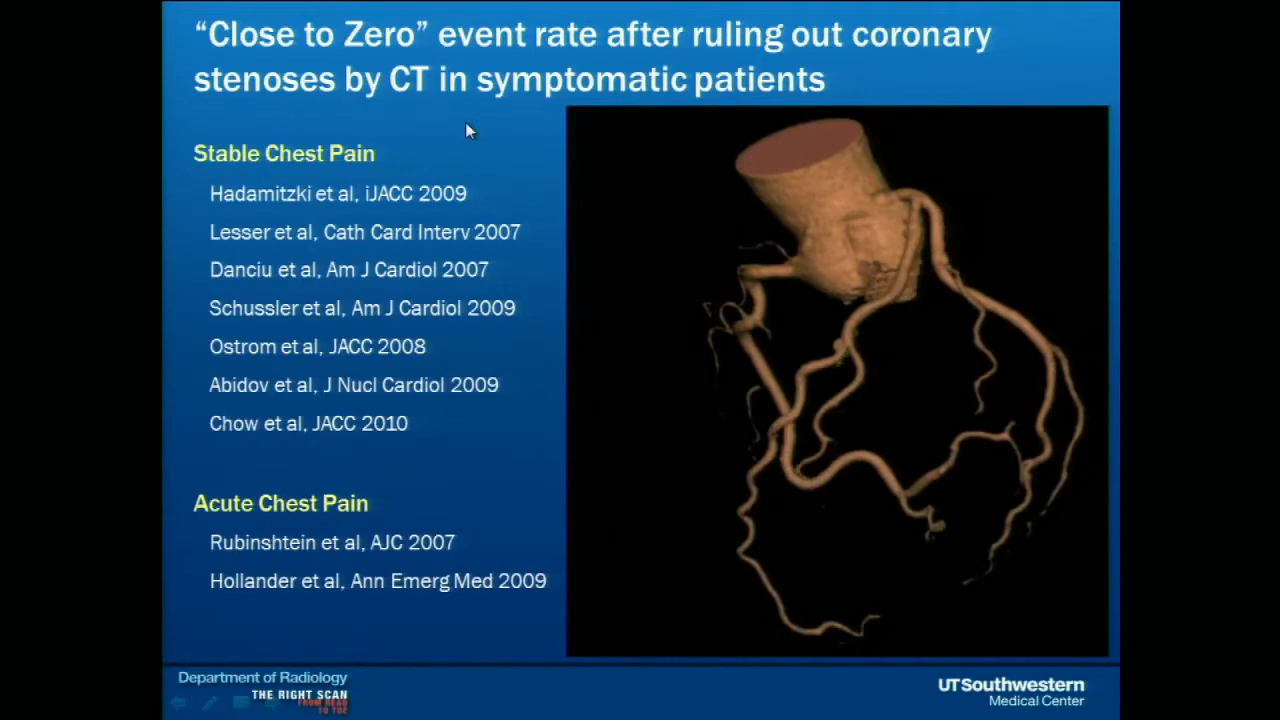 “Close to Zero” event rate after ruling out coronary
stenoses by CT in symptomatic patients
Stable Chest Pain
Hadamitzki et al, iJACC 2009
Lesser et al, Cath Card Interv 2007
Danciu et al, Am J Cardiol 2007
Schussler et al, Am J Cardiol 2009
Ostrom et al, JACC 2008
Abidov et al, J Nucl Cardiol 2009
Chow et al, JACC 2010
Acute Chest Pain
Rubinshtein et al, AJC 2007
Hollander et al, Ann Emerg Med 2009
Department of Radiology
THE RIGHT SCAN
FROM HEAD
TO TOE
UTSouthwestern
Medical Center